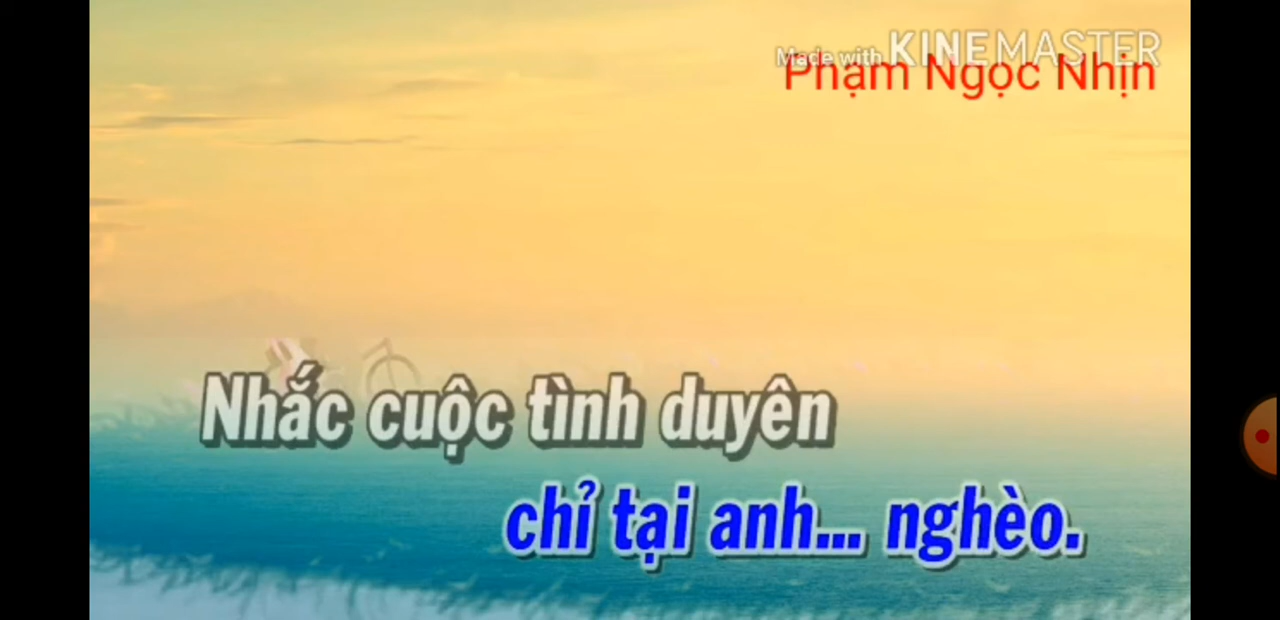 Made with KINEMASTER
Phạm Ngọc Nhịn
Nhắc cuộc tình duyên
chỉ tại anh... nghèo.